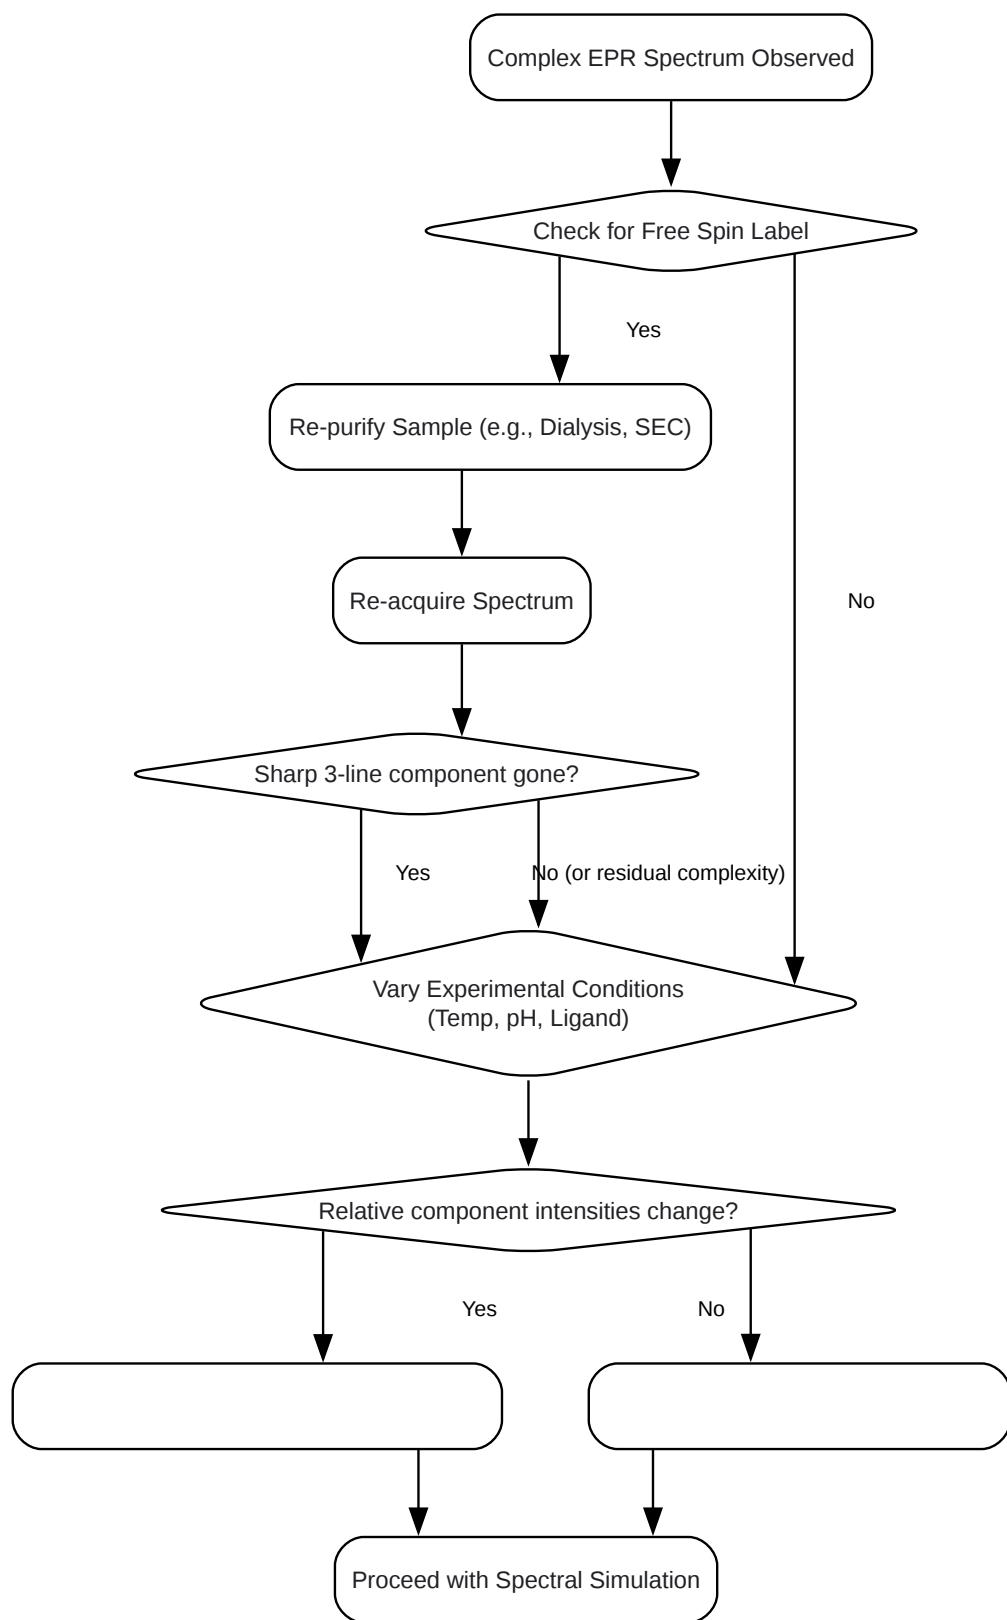 Complex EPR Spectrum Observed
Check for Free Spin Label
Yes
Re-purify Sample (e.g., Dialysis, SEC)
Re-acquire Spectrum
No
Sharp 3-line component gone?
Yes
No (or residual complexity)
Vary Experimental Conditions
(Temp, pH, Ligand)
Relative component intensities change?
Yes
No
Proceed with Spectral Simulation